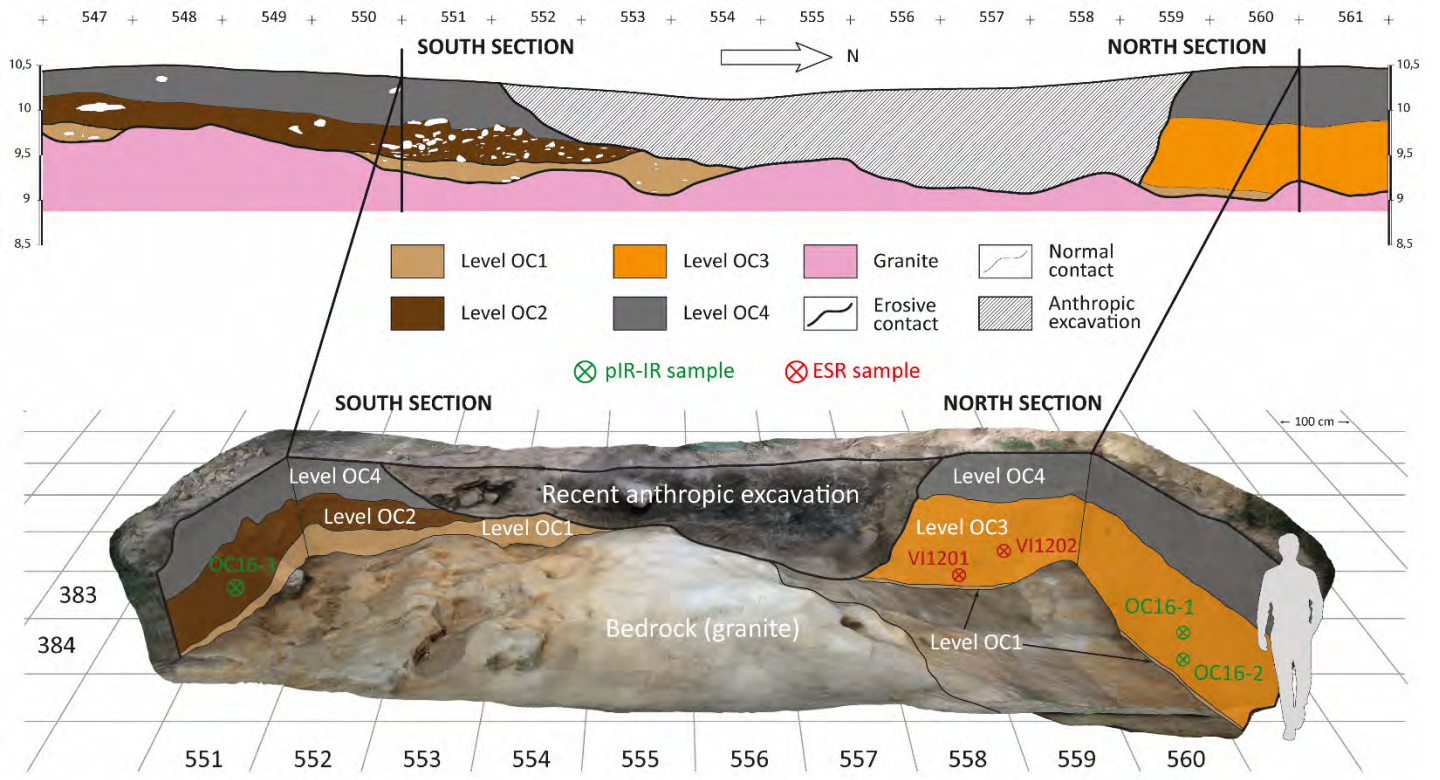 547 548 549 550 551 552 553 554 555 556 557 558 559 560 561
SOUTH SECTION
N
NORTH SECTION
10,5
10
9,5
9
8,5
10,5
10
9,5
9
8,5
Level OC1
Level OC3
Granite
Normal
contact
Level OC2
Level OC4
Erosive
contact
Anthropic
excavation
pIR-IR sample
ESR sample
SOUTH SECTION
NORTH SECTION
100 cm
Level OC4
Recent anthropic excavation
Level OC4
Level OC2
Level OC1
Level OC3
VI1201
VI1202
OC16-3
383
384
OC16-1
Bedrock (granite)
Level OC1
OC16-2
551 552 553 554 555 556 557 558 559 560